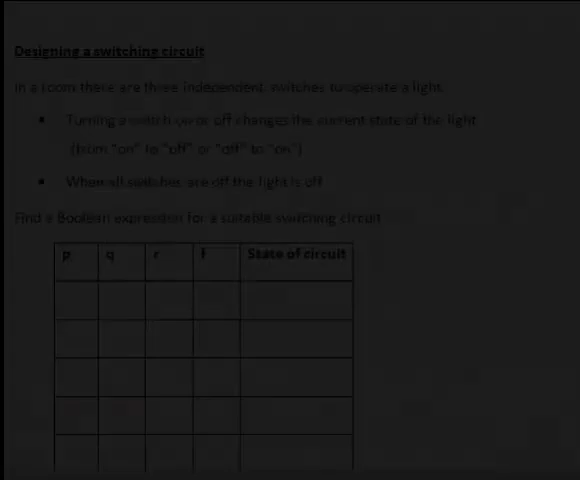 Designing a switching circuit
In a room there are three independent switches to operate a light.
• Turning a switch on or off changes the current state of the light
(from "on" to "off" or "off" to "on")
• When all switches are off the light is off
Find a Boolean expression for a suitable switching circuit
p q r f State of circuit